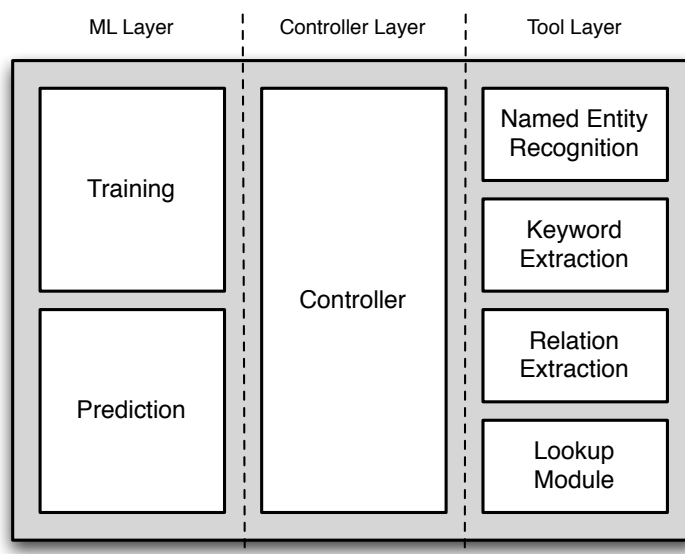 ML Layer
Controller Layer
Tool Layer
Training
Prediction
Controller
Named Entity
Recognition
Keyword
Extraction
Relation
Extraction
Lookup
Module